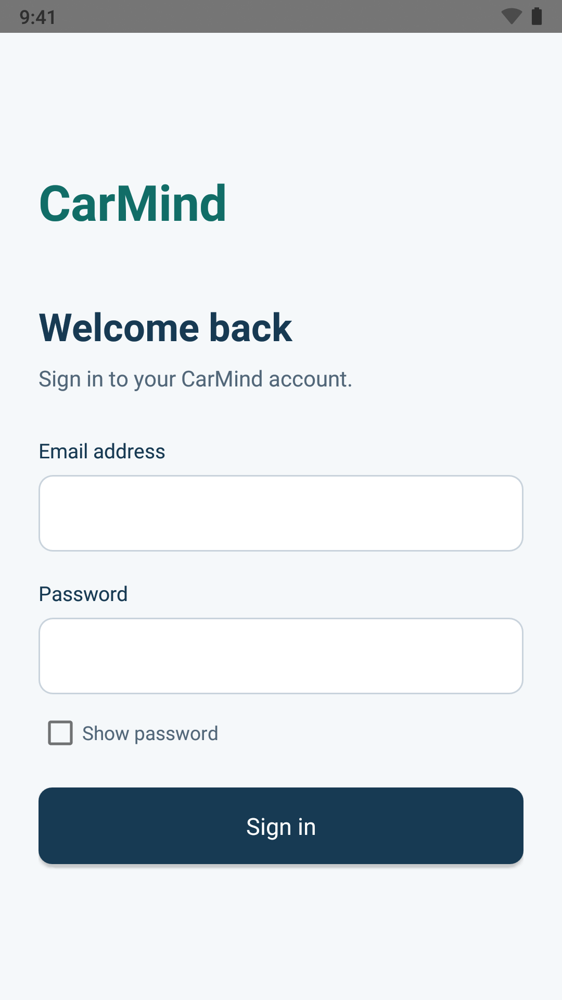 9:41
CarMind
Welcome back
Sign in to your CarMind account.
Email address
Password
Show password
Sign in